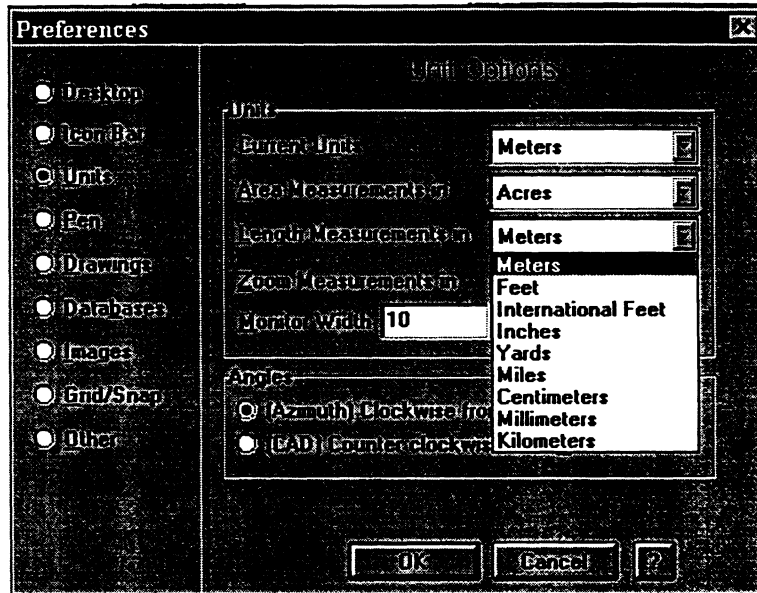 Preferences
Unit Options
Desktop
Icon Bar
Units
Pen
Drawings
Databases
Images
Grid/Snap
Other
Units
Current Units
Meters
Area Measurements in
Acres
Length Measurements in
Meters
Zoom Measurements in
Monitor Width
10
Meters
Feet
International Feet
Inches
Yards
Miles
Centimeters
Millimeters
Kilometers
Angles
(Azimuth) Clockwise
(CAD) Counter
OK
Cancel
?